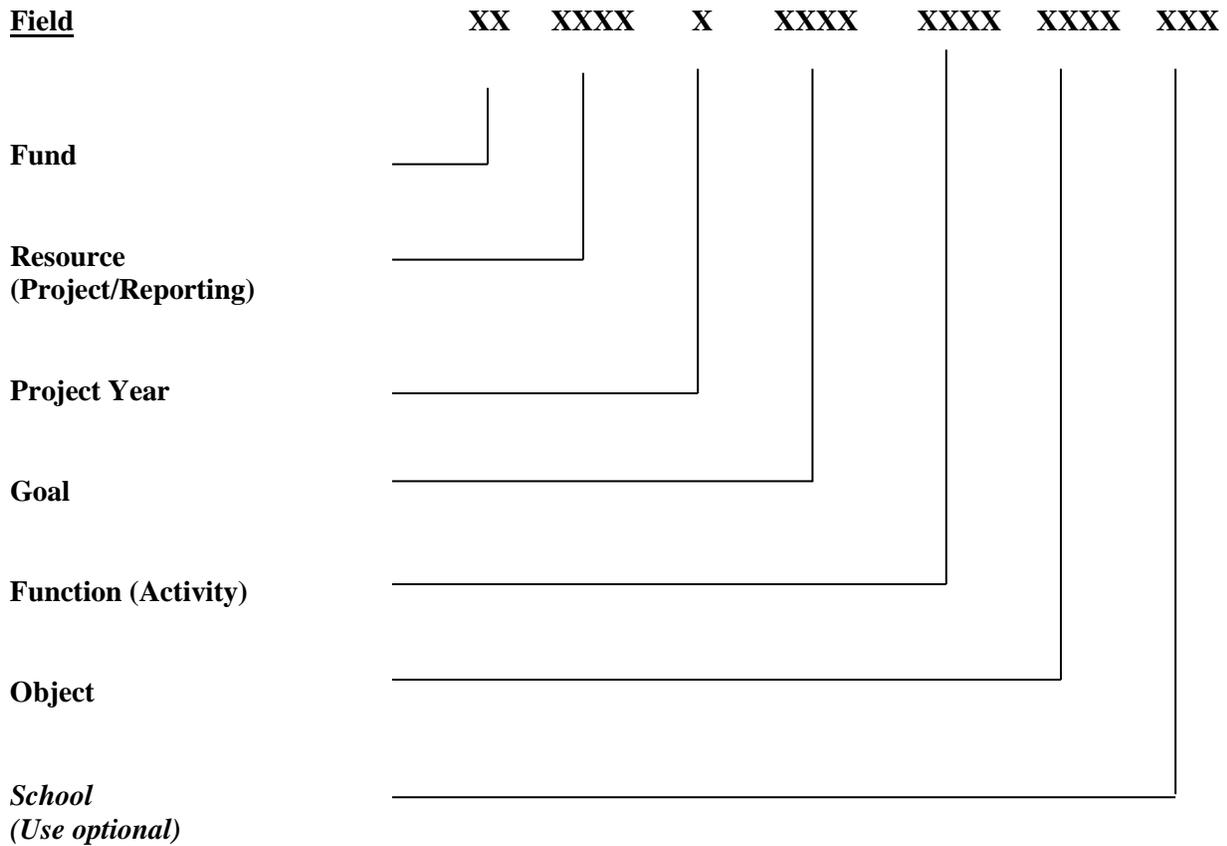 Field XX XXXX X XXXX XXXX XXXX XXX
Fund
Resource
(Project/Reporting)
Project Year
Goal
Function (Activity)
Object
School
(Use optional)